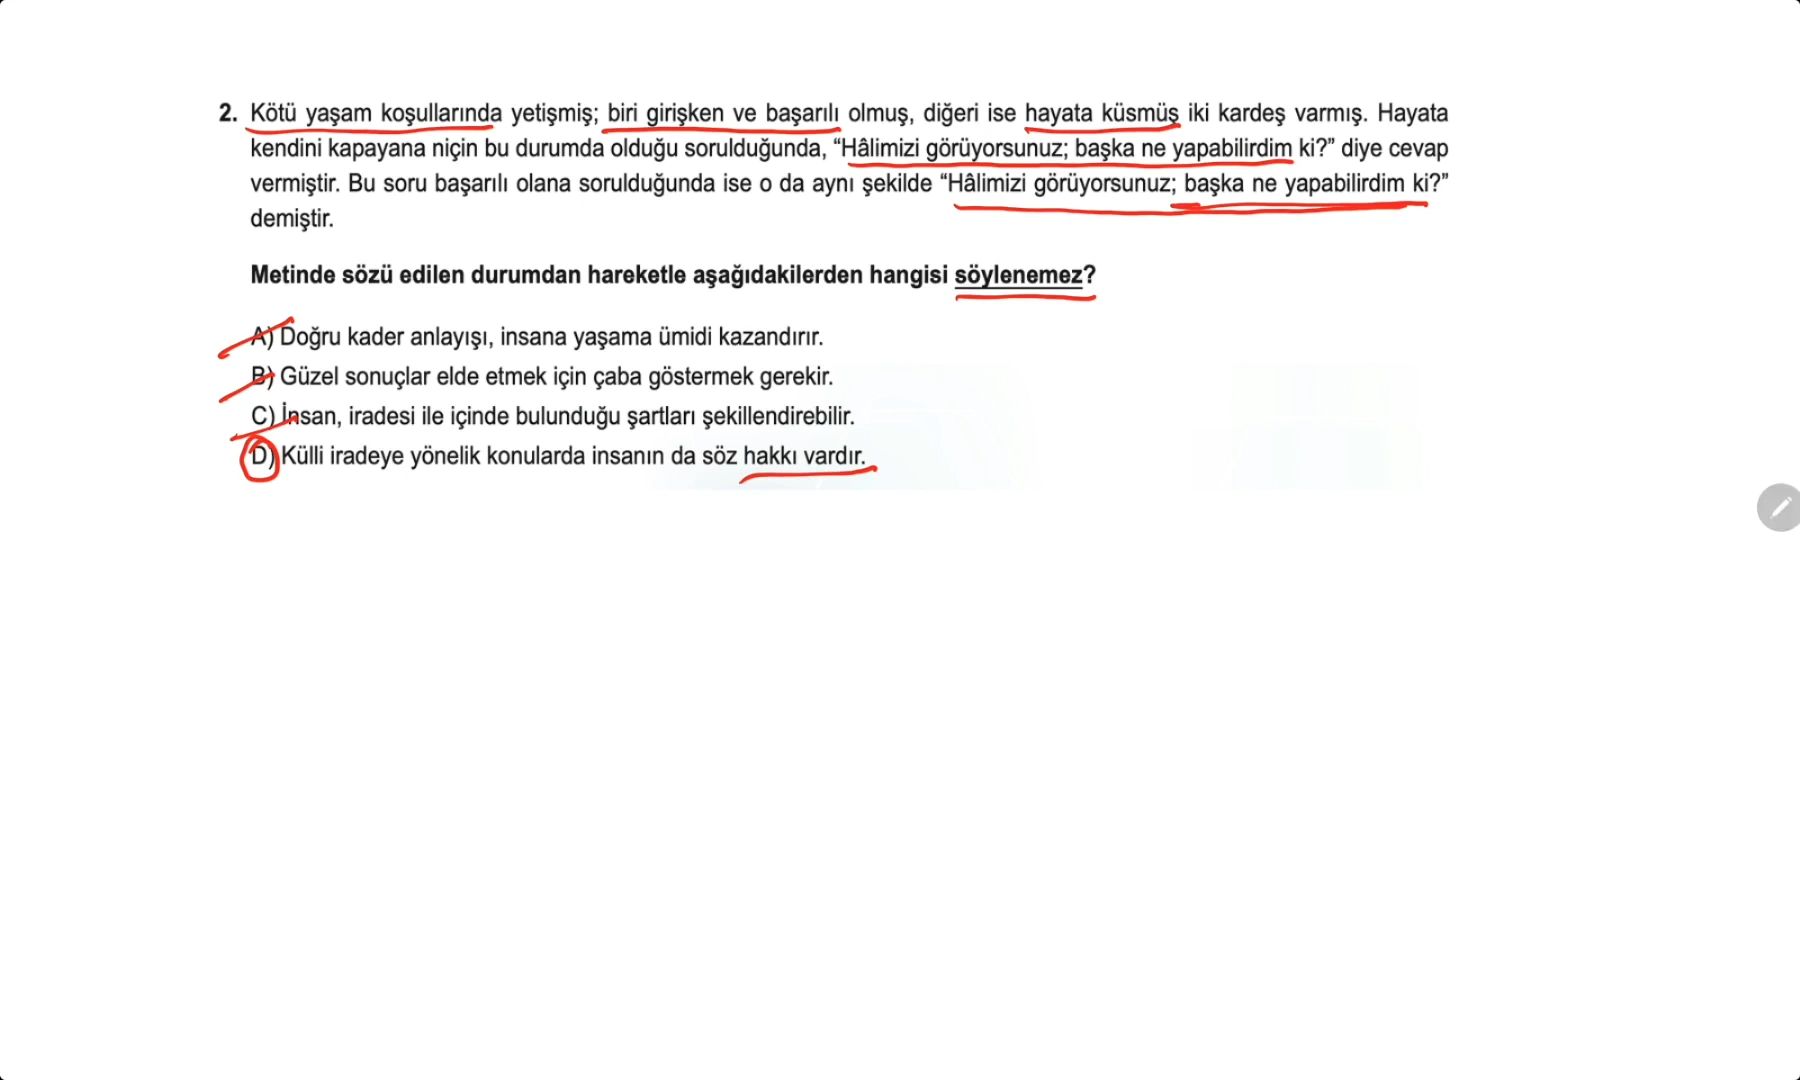 2. Kötü yaşam koşullarında yetişmiş; biri girişken ve başarılı olmuş, diğeri ise hayata küsmüş iki kardeş varmış. Hayata
kendini kapayana niçin bu durumda olduğu sorulduğunda, “Hâlimizi görüyorsunuz; başka ne yapabilirdim ki?” diye cevap
vermiştir. Bu soru başarılı olana sorulduğunda ise o da aynı şekilde “Hâlimizi görüyorsunuz; başka ne yapabilirdim ki?”
demiştir.
Metinde sözü edilen durumdan hareketle aşağıdakilerden hangisi söylenemez?
A) Doğru kader anlayışı, insana yaşama ümidi kazandırır.
B) Güzel sonuçlar elde etmek için çaba göstermek gerekir.
C) İnsan, iradesi ile içinde bulunduğu şartları şekillendirebilir.
D) Külli iradeye yönelik konularda insanın da söz hakkı vardır.